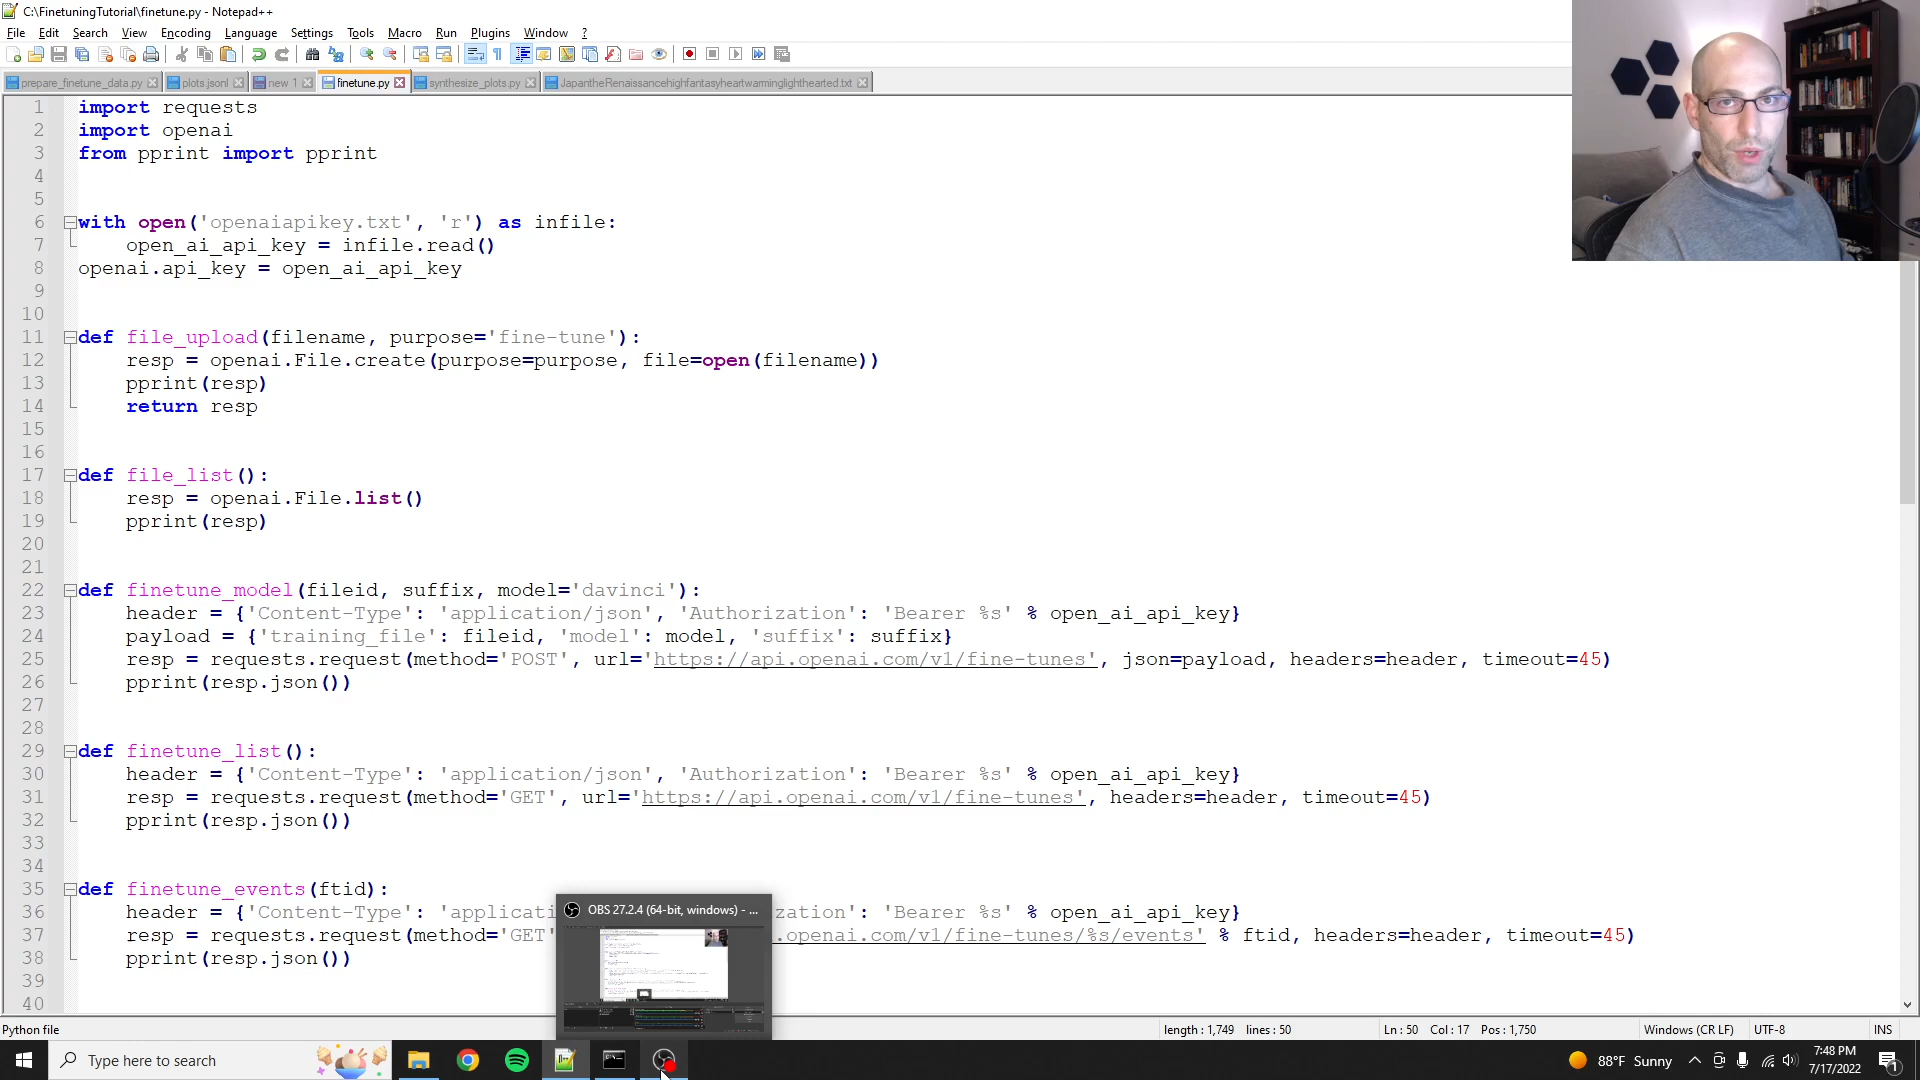 C:\FinetuningTutorial\finetune.py - Notepad++
File Edit Search View Encoding Language Settings Tools Macro Run Plugins Window ?
prepare_finetune_data.py plots.jsonl new 1 finetune.py synthesize_plots.py JapantheRenaissancehighfantasyheartwarminglighthearted.txt
1 import requests
2 import openai
3 from pprint import pprint
4
5
6 with open('openaiapikey.txt', 'r') as infile:
7 open_ai_api_key = infile.read()
8 openai.api_key = open_ai_api_key
9
10
11 def file_upload(filename, purpose='fine-tune'):
12 resp = openai.File.create(purpose=purpose, file=open(filename))
13 pprint(resp)
14 return resp
15
16
17 def file_list():
18 resp = openai.File.list()
19 pprint(resp)
20
21
22 def finetune_model(fileid, suffix, model='davinci'):
23 header = {'Content-Type': 'application/json', 'Authorization': 'Bearer %s' % open_ai_api_key}
24 payload = {'training_file': fileid, 'model': model, 'suffix': suffix}
25 resp = requests.request(method='POST', url='https://api.openai.com/v1/fine-tunes', json=payload, headers=header, timeout=45)
26 pprint(resp.json())
27
28
29 def finetune_list():
30 header = {'Content-Type': 'application/json', 'Authorization': 'Bearer %s' % open_ai_api_key}
31 resp = requests.request(method='GET', url='https://api.openai.com/v1/fine-tunes', headers=header, timeout=45)
32 pprint(resp.json())
33
34
35 def finetune_events(ftid):
36 header = {'Content-Type': 'applicati zation': 'Bearer %s' % open_ai_api_key}
37 resp = requests.request(method='GET' .openai.com/v1/fine-tunes/%s/events' % ftid, headers=header, timeout=45)
38 pprint(resp.json())
39
40
OBS 27.2.4 (64-bit, windows) - ...
Python file length : 1,749 lines : 50 Ln : 50 Col : 17 Pos : 1,750 Windows (CR LF) UTF-8 INS
Type here to search 88°F Sunny 7:48 PM
7/17/2022 1